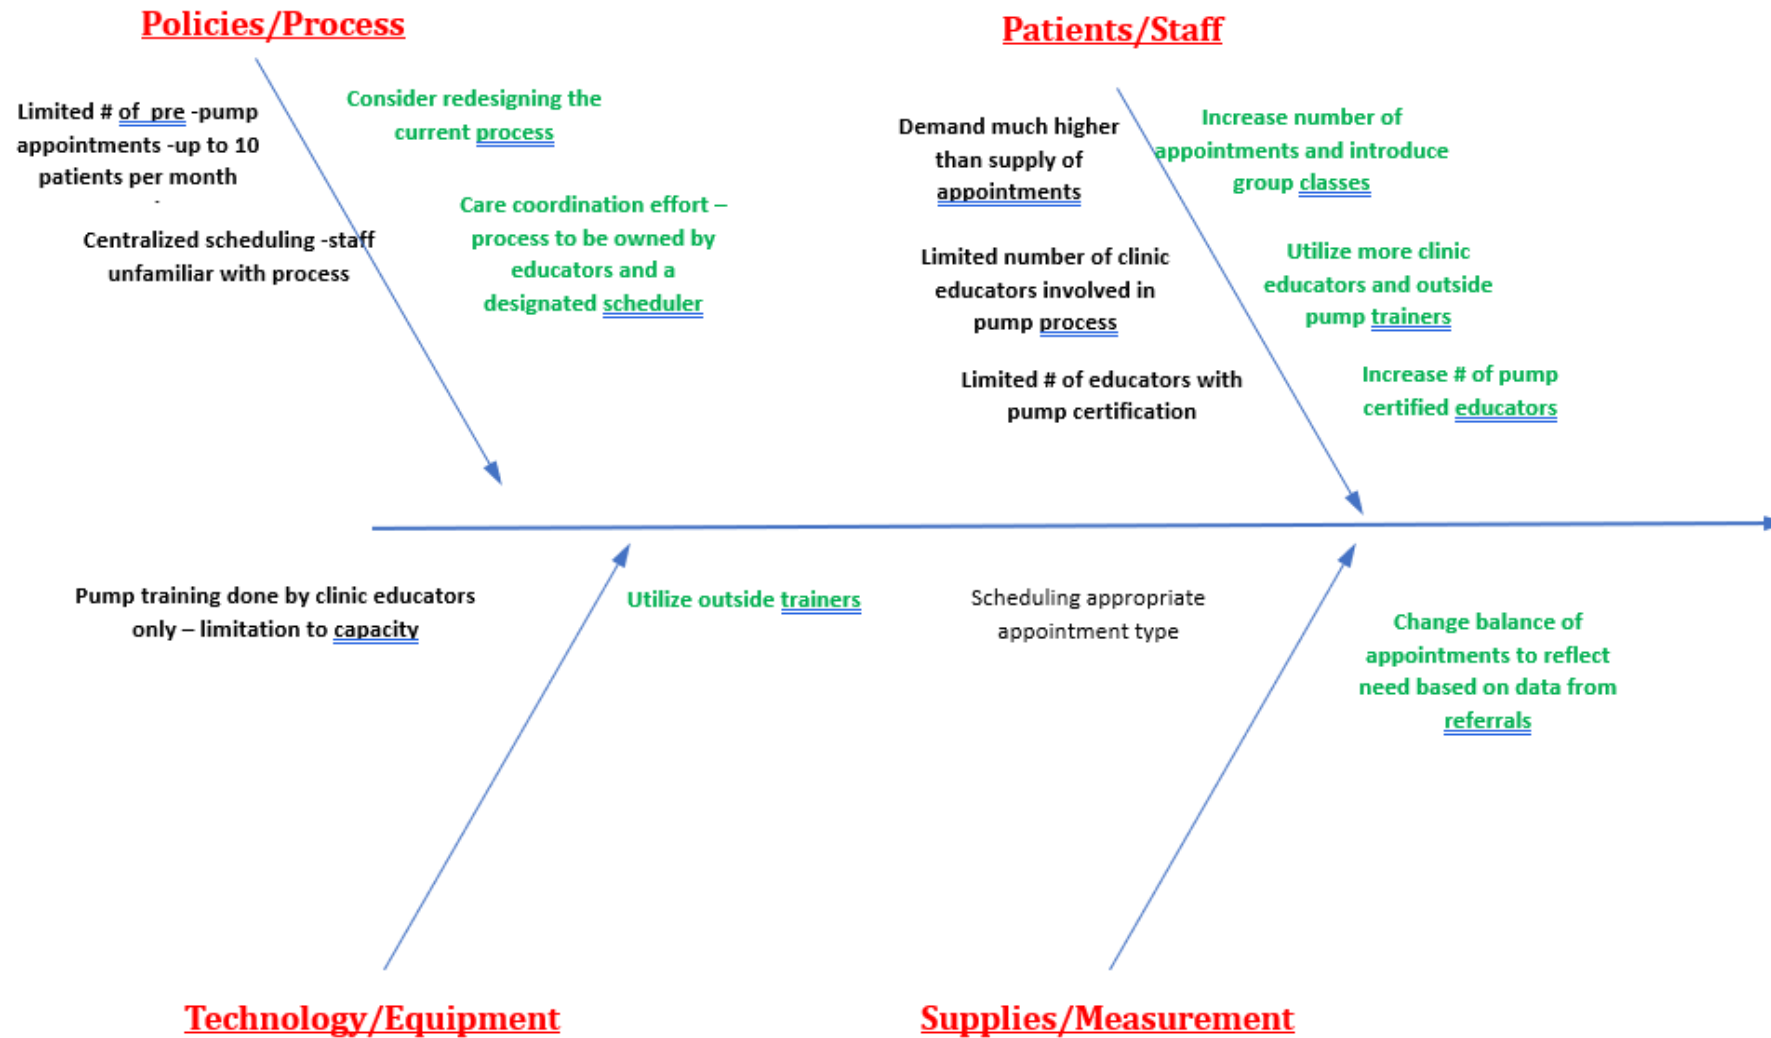 Policies/Process
Limited # of  pre -pump
appointments -up to 10
patients per month
.
Centralized scheduling -staff
unfamiliar with process
Consider redesigning the
current process
Care coordination effort –
process to be owned by
educators and a
designated scheduler
Patients/Staff
Demand much higher
than supply of
appointments
Limited number of clinic
educators involved in
pump process
Limited # of educators with
pump certification
Increase number of
appointments and introduce
group classes
Utilize more clinic
educators and outside
pump trainers
Increase # of pump
certified educators
Pump training done by clinic educators
only – limitation to capacity
Utilize outside trainers
Scheduling appropriate
appointment type
Change balance of
appointments to reflect
need based on data from
referrals
Technology/Equipment
Supplies/Measurement